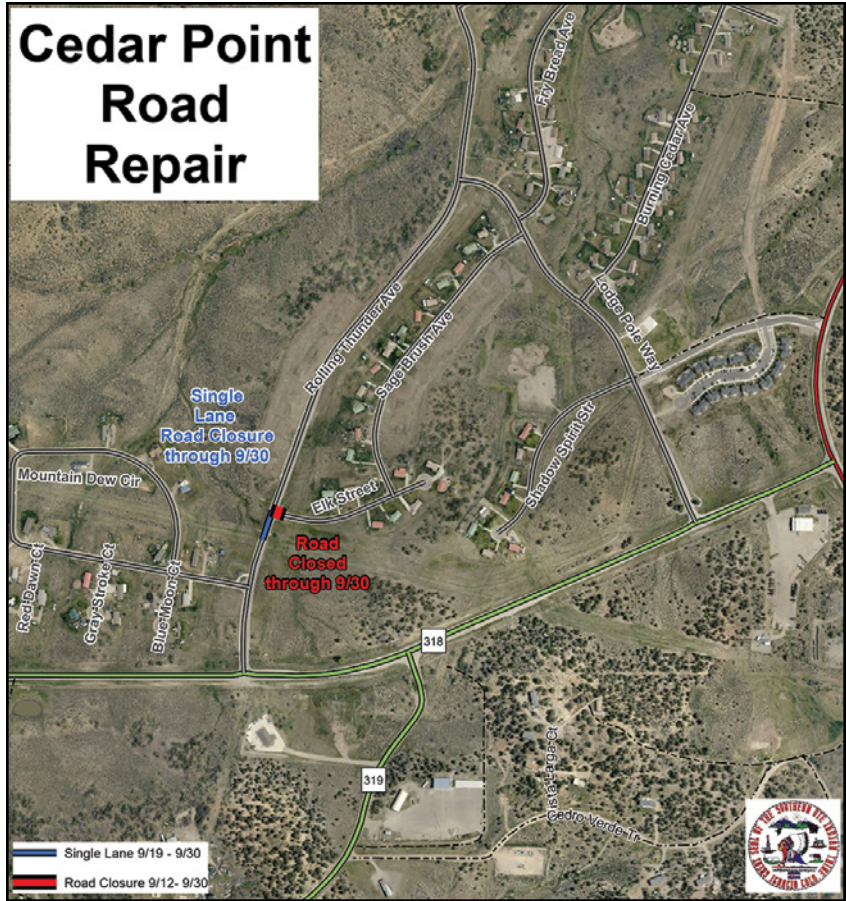 Cedar Point
Road
Repair
Fry Bread Ave
Burning Cedar Ave
Rolling Thunder Ave
Lodge Pole Way
Sage Brush Ave
Single
Lane
Road Closure
through 9/30
Shadow Spirit Str
Mountain Dew Cir
Elk Street
Road
Closed
through 9/30
Red Dawn Ct
Gray Stroke Ct
Blue Moon Ct
318
319
Cista Larga Ct
Cedro Verde Tr
Single Lane 9/19 - 9/30
Road Closure 9/12- 9/30